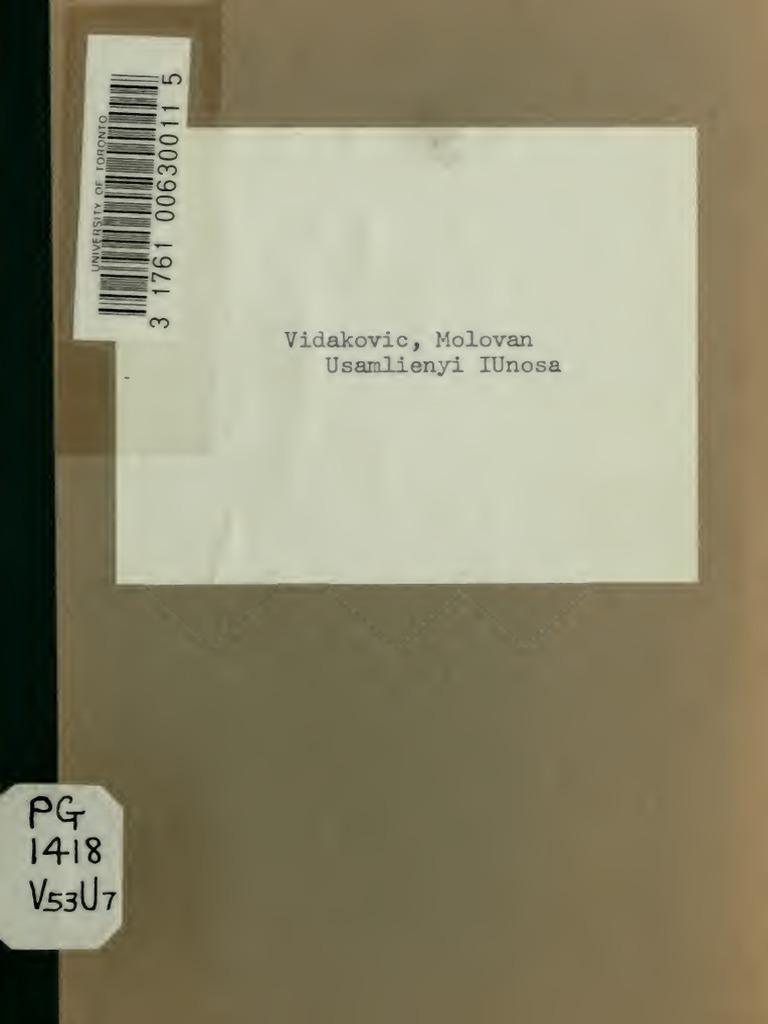 UNIVERSITY OF TORONTO
3 1761 00630011 5
Vidakovic, Molovan
Usamlienyi IUnosa
PG
1418
V53U7